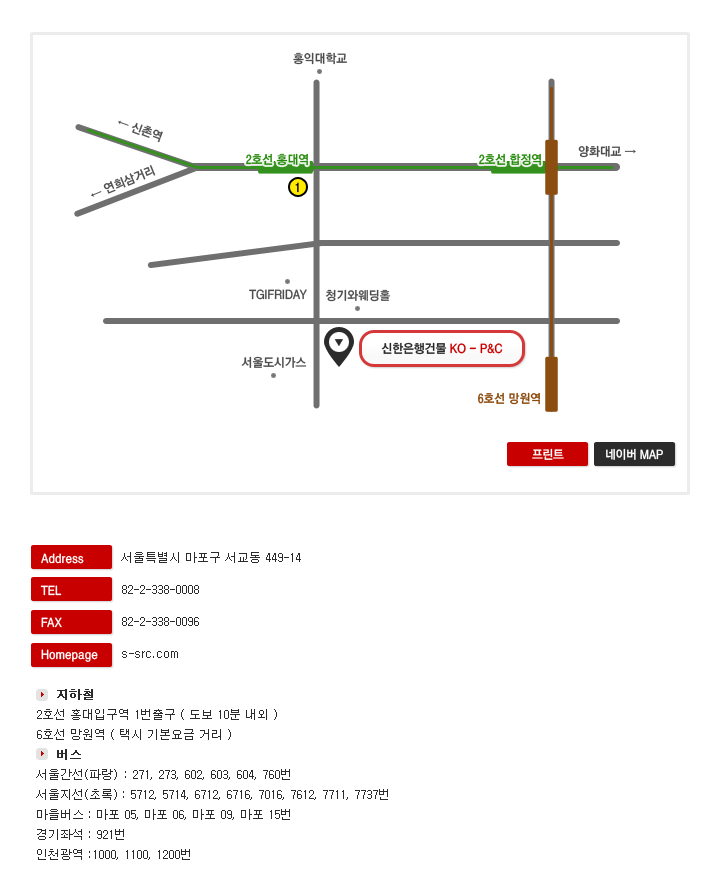 홍익대학교
← 신촌역
2호선 홍대역
2호선 합정역
양화대교 →
← 연희삼거리
1
TGIFRIDAY
청기와웨딩홀
신한은행건물 KO - P&C
서울도시가스
6호선 망원역
프린트
네이버 MAP
Address 서울특별시 마포구 서교동 449-14
TEL 82-2-338-0008
FAX 82-2-338-0096
Homepage s-src.com
지하철
2호선 홍대입구역 1번출구 ( 도보 10분 내외 )
6호선 망원역 ( 택시 기본요금 거리 )
버스
서울간선(파랑) : 271, 273, 602, 603, 604, 760번
서울지선(초록) : 5712, 5714, 6712, 6716, 7016, 7612, 7711, 7737번
마을버스 : 마포 05, 마포 06, 마포 09, 마포 15번
경기좌석 : 921번
인천광역 :1000, 1100, 1200번